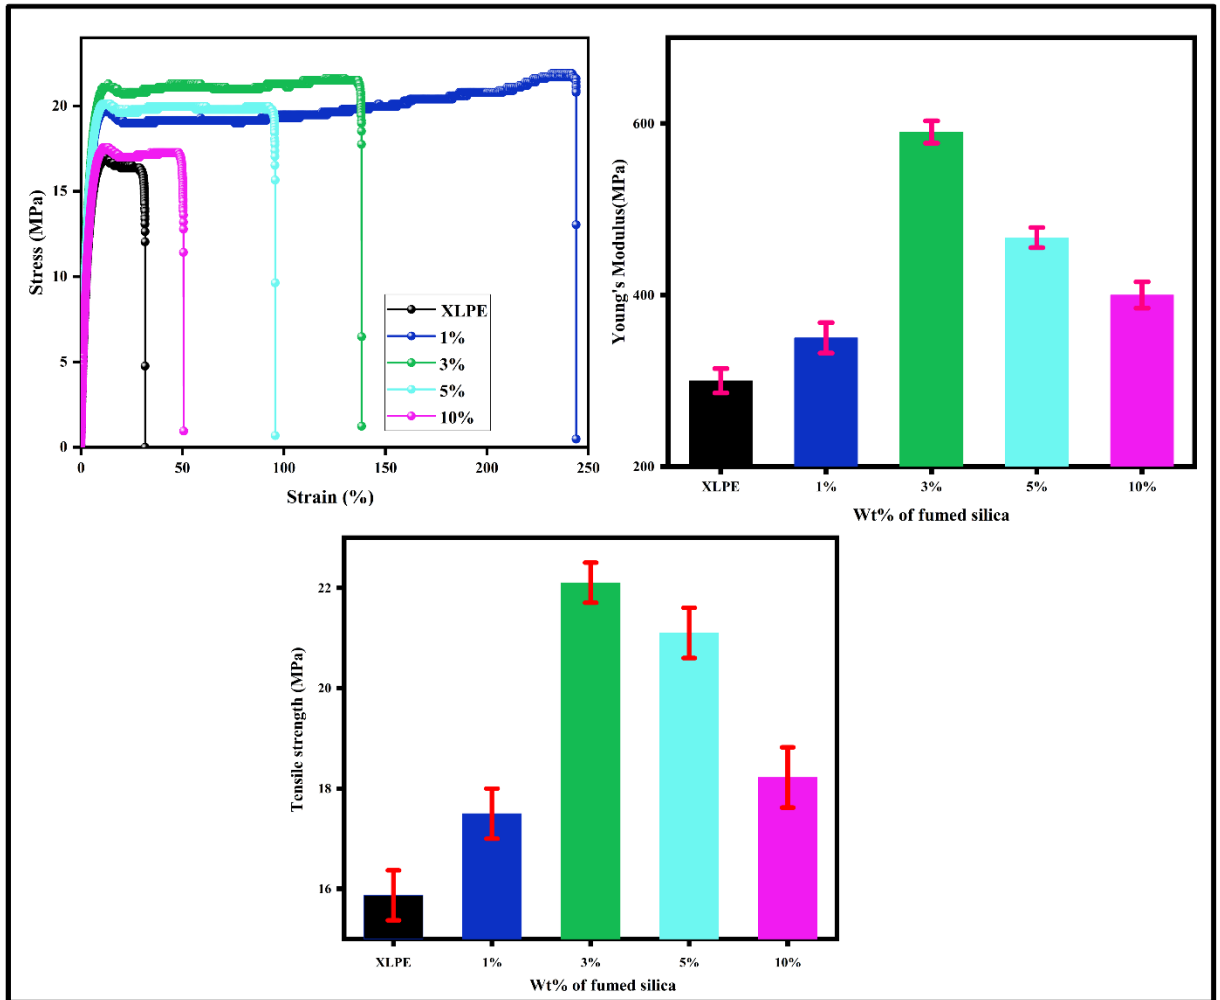 Stress (MPa)
20
15
10
5
0
0 50 100 150 200 250
Strain (%)
XLPE
1%
3%
5%
10%
Young's Modulus(MPa)
600
400
200
XLPE 1% 3% 5% 10%
Wt% of fumed silica
Tensile strength (MPa)
22
20
18
16
XLPE 1% 3% 5% 10%
Wt% of fumed silica